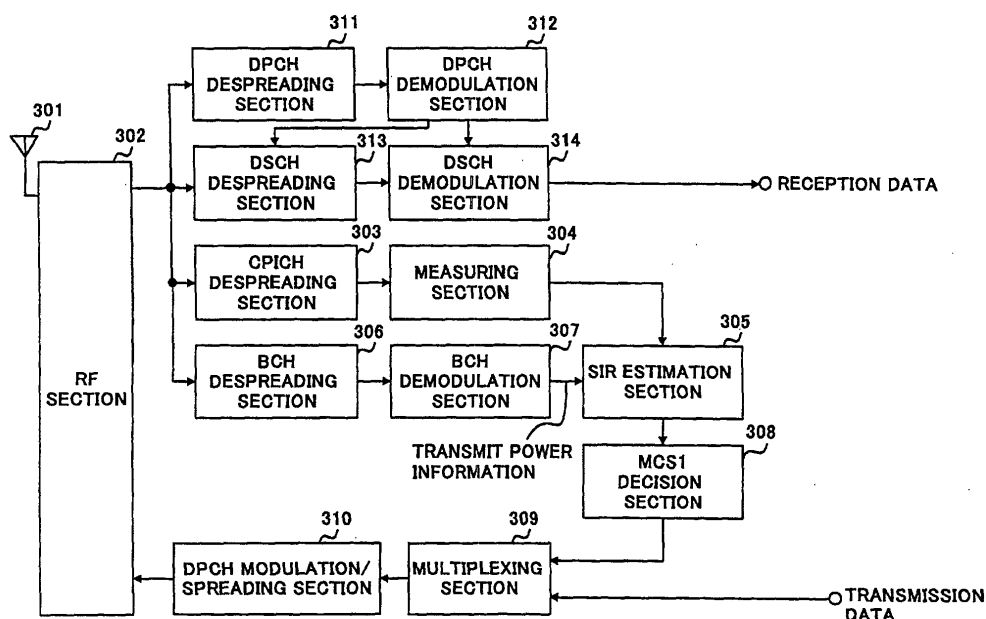 311
312
DPCH
DESPREADING
SECTION
DPCH
DEMODULATION
SECTION
301
302
313
314
DSCH
DESPREADING
SECTION
DSCH
DEMODULATION
SECTION
RECEPTION DATA
303
304
CPICH
DESPREADING
SECTION
MEASURING
SECTION
306
307
305
BCH
DESPREADING
SECTION
BCH
DEMODULATION
SECTION
SIR ESTIMATION
SECTION
RF
SECTION
TRANSMIT POWER
INFORMATION
308
MCS1
DECISION
SECTION
310
309
DPCH MODULATION/
SPREADING SECTION
MULTIPLEXING
SECTION
TRANSMISSION
DATA